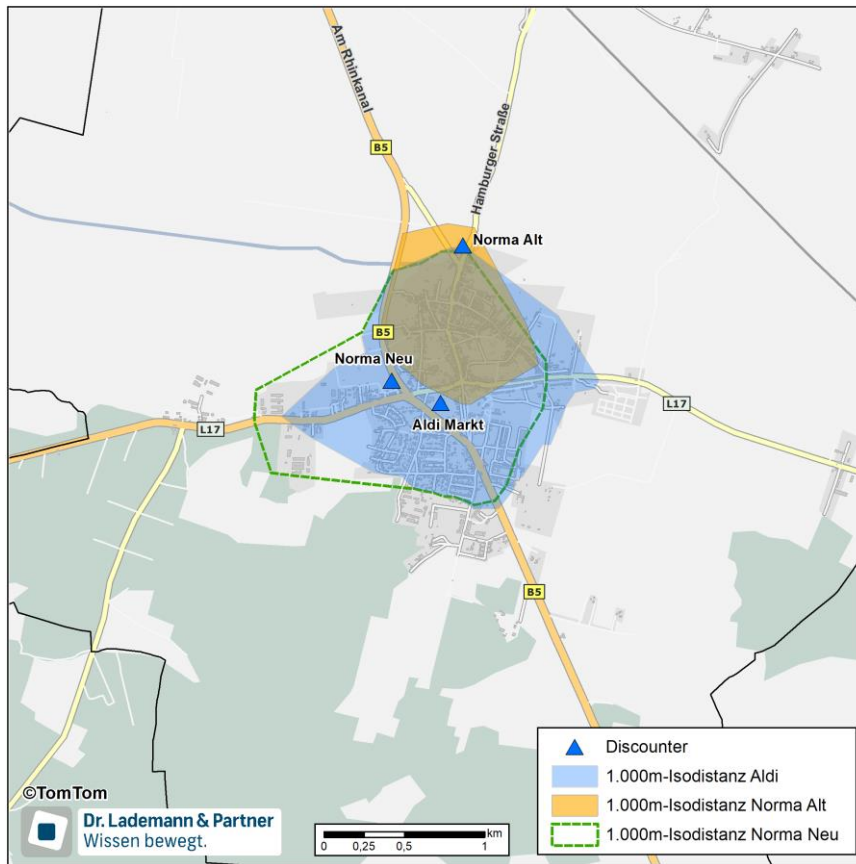 Am Rhinkanal
Hamburger Straße
B5
Norma Alt
B5
Norma Neu
Aldi Markt
L17
L17
B5
©TomTom
Dr. Lademann & Partner
Wissen bewegt.
km
0 0,25 0,5 1
Discounter
1.000m-Isodistanz Aldi
1.000m-Isodistanz Norma Alt
1.000m-Isodistanz Norma Neu